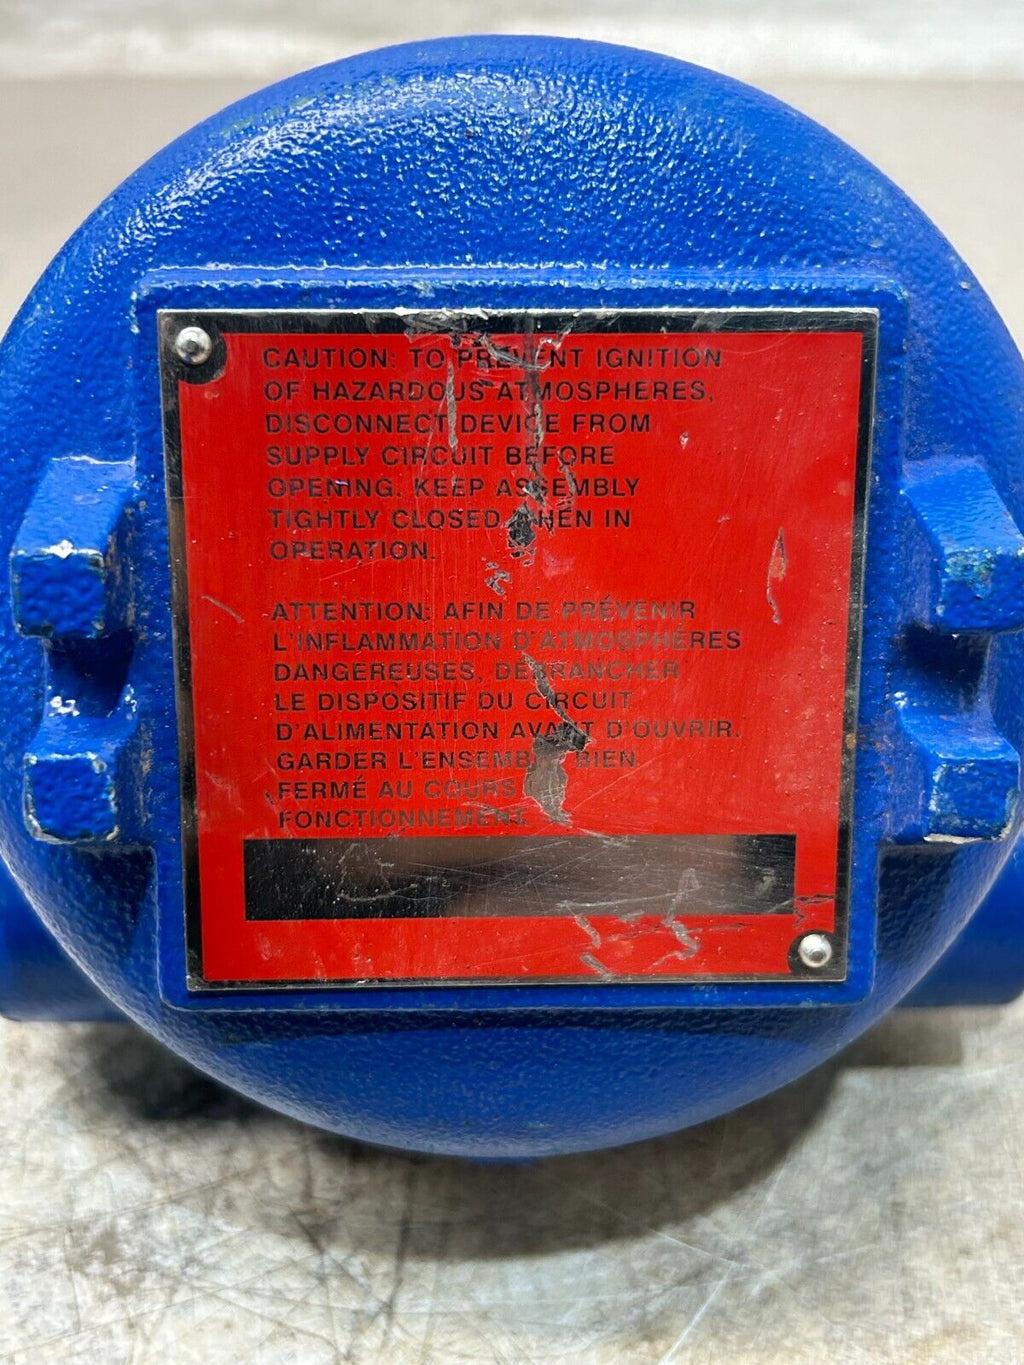 CAUTION: TO PREVENT IGNITION
OF HAZARDOUS ATMOSPHERES,
DISCONNECT DEVICE FROM
SUPPLY CIRCUIT BEFORE
OPENING. KEEP ASSEMBLY
TIGHTLY CLOSED WHEN IN
OPERATION.
ATTENTION: AFIN DE PRÉVENIR
L'INFLAMMATION D'ATMOSPHÉRES
DANGEREUSES, DÉBRANCHER
LE DISPOSITIF DU CIRCUIT
D'ALIMENTATION AVANT D'OUVRIR.
GARDER L'ENSEMBLE BIEN
FERMÉ AU COURS
FONCTIONNEMENT.